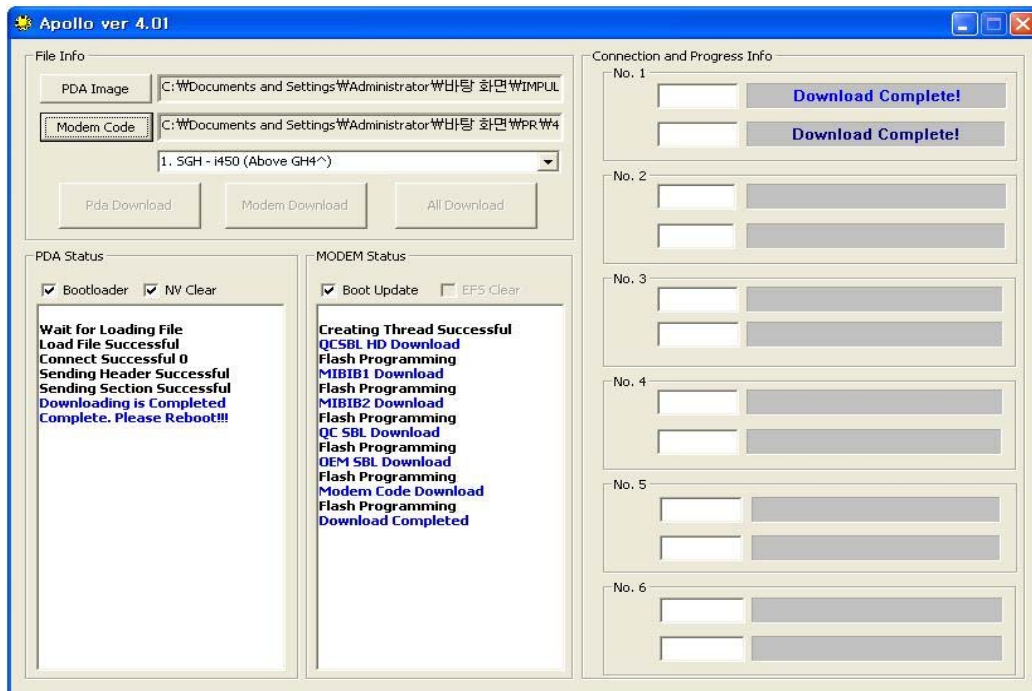 Apollo ver 4.01
File Info
PDA Image
C:₩Documents and Settings₩Administrator₩바탕 화면₩IMPUL
Modem Code
C:₩Documents and Settings₩Administrator₩바탕 화면₩PR₩4
1. SGH - i450 (Above GH4^)
Pda Download
Modem Download
All Download
PDA Status
Bootloader
NV Clear
Wait for Loading File
Load File Successful
Connect Successful 0
Sending Header Successful
Sending Section Successful
Downloading is Completed
Complete. Please Reboot!!!
MODEM Status
Boot Update
EFS Clear
Creating Thread Successful
QCSBL HD Download
Flash Programming
MIBIB1 Download
Flash Programming
MIBIB2 Download
Flash Programming
QC SBL Download
Flash Programming
OEM SBL Download
Flash Programming
Modem Code Download
Flash Programming
Download Completed
Connection and Progress Info
No. 1
Download Complete!
Download Complete!
No. 2
No. 3
No. 4
No. 5
No. 6